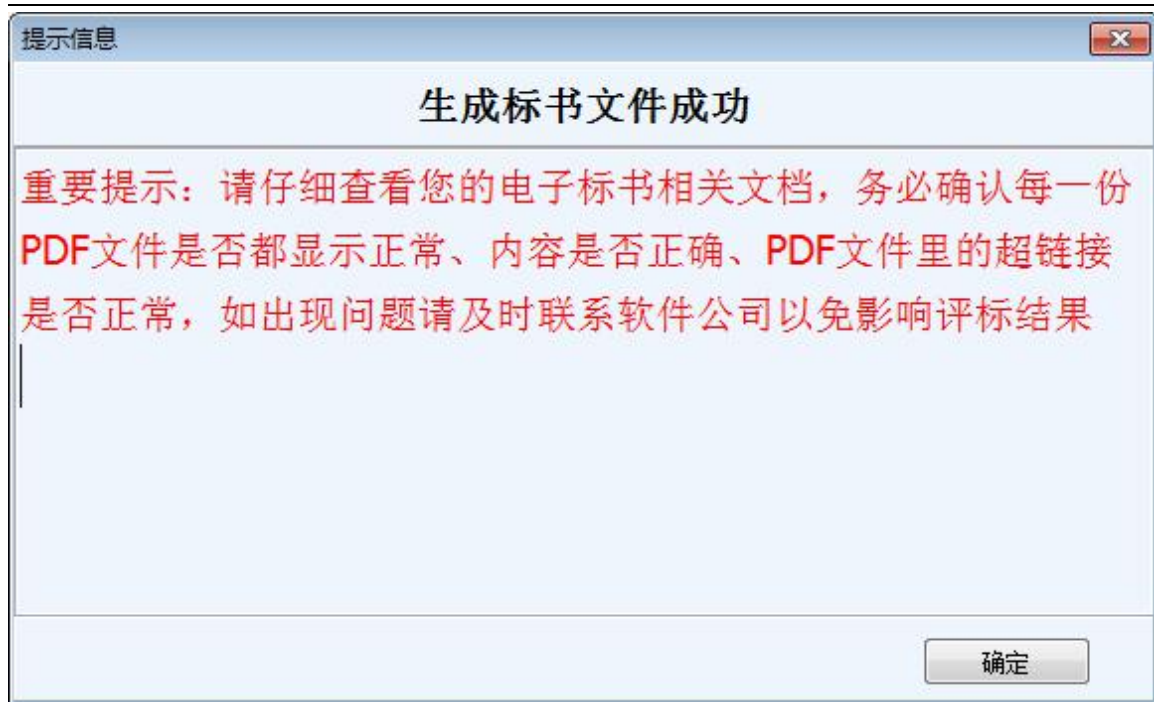 提示信息
生成标书文件成功
重要提示：请仔细查看您的电子标书相关文档，务必确认每一份
PDF文件是否都显示正常、内容是否正确、PDF文件里的超链接
是否正常，如出现问题请及时联系软件公司以免影响评标结果
确定